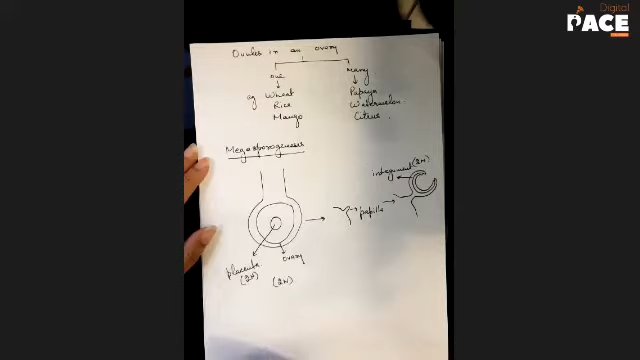 Digital
PACE
Ovules in an ovary
one
many
eg Wheat
Rice
Mango
Papaya
Watermelon
Citrus.
Megasporogenesis
integument (2N)
papilla
placenta
(2N)
ovary
(2N)